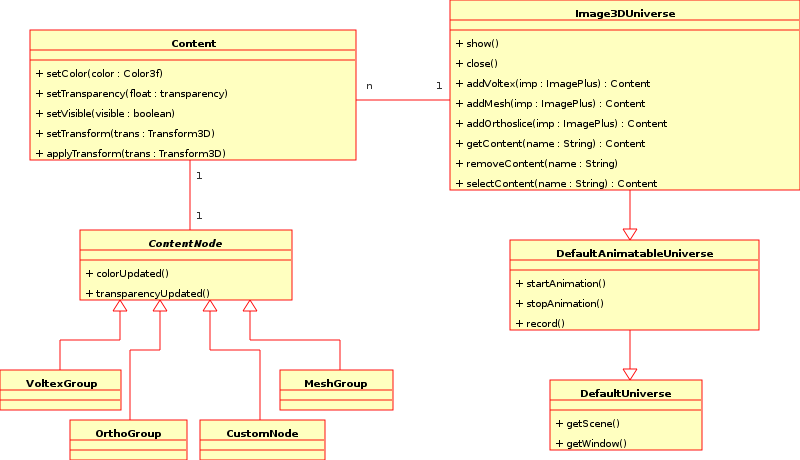 Content
+ setColor(color : Color3f)
+ setTransparency(float : transparency)
+ setVisible(visible : boolean)
+ setTransform(trans : Transform3D)
+ applyTransform(trans : Transform3D)
n
1
Image3DUniverse
+ show()
+ close()
+ addVoltex(imp : ImagePlus) : Content
+ addMesh(imp : ImagePlus) : Content
+ addOrthoslice(imp : ImagePlus) : Content
+ getContent(name : String) : Content
+ removeContent(name : String)
+ selectContent(name : String) : Content
1
1
ContentNode
+ colorUpdated()
+ transparencyUpdated()
DefaultAnimatableUniverse
+ startAnimation()
+ stopAnimation()
+ record()
VoltexGroup
MeshGroup
OrthoGroup
CustomNode
DefaultUniverse
+ getScene()
+ getWindow()